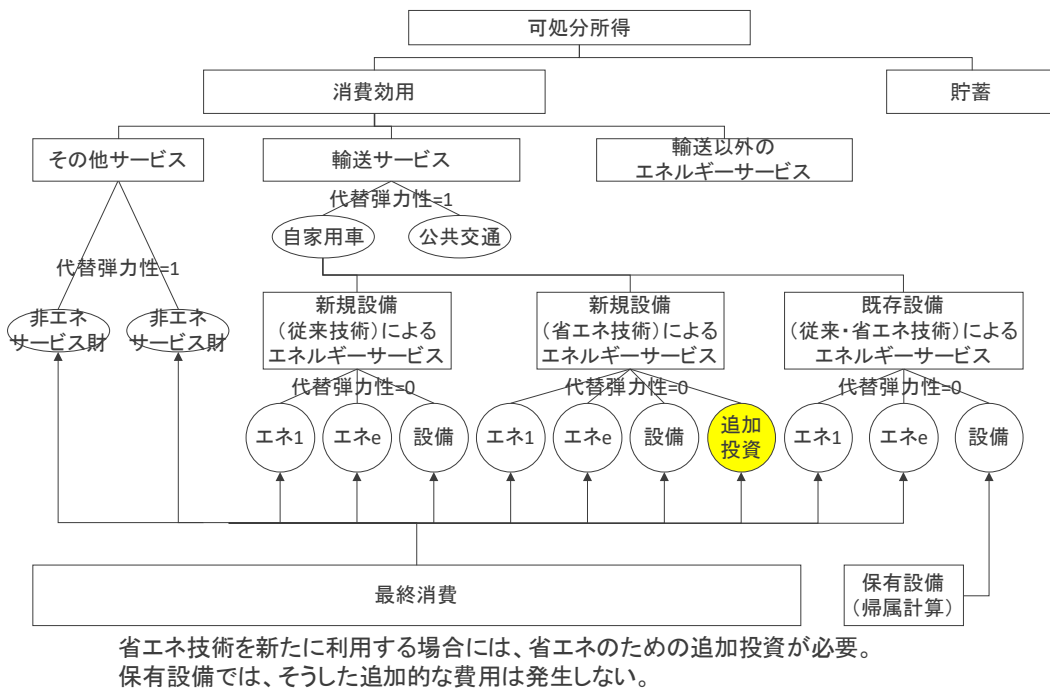 可処分所得
消費効用
貯蓄
その他サービス
輸送サービス
輸送以外の
エネルギーサービス
代替弾力性=1
自家用車
公共交通
代替弾力性=1
非エネ
サービス財
非エネ
サービス財
新規設備
（従来技術）による
エネルギーサービス
新規設備
（省エネ技術）による
エネルギーサービス
既存設備
（従来・省エネ技術）による
エネルギーサービス
代替弾力性=0
代替弾力性=0
代替弾力性=0
エネ1
エネe
設備
エネ1
エネe
設備
追加
投資
エネ1
エネe
設備
最終消費
保有設備
（帰属計算）
省エネ技術を新たに利用する場合には、省エネのための追加投資が必要。
保有設備では、そうした追加的な費用は発生しない。